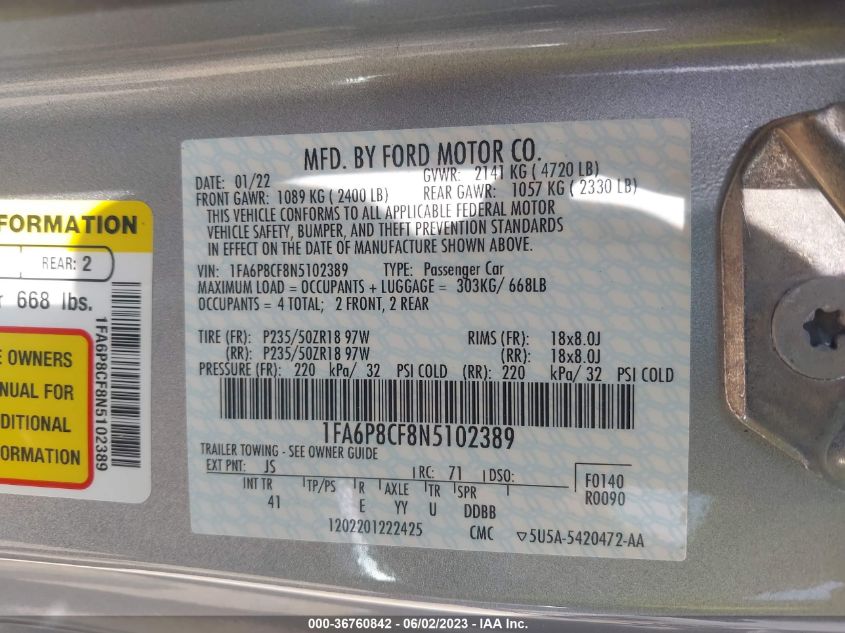 MFD. BY FORD MOTOR CO.
DATE: 01/22
GVWR: 2141 KG ( 4720 LB)
FRONT GAWR: 1089 KG ( 2400 LB)
REAR GAWR: 1057 KG ( 2330 LB)
THIS VEHICLE CONFORMS TO ALL APPLICABLE FEDERAL MOTOR
VEHICLE SAFETY, BUMPER, AND THEFT PREVENTION STANDARDS
IN EFFECT ON THE DATE OF MANUFACTURE SHOWN ABOVE.
VIN: 1FA6P8CF8N5102389 TYPE: Passenger Car
MAXIMUM LOAD = OCCUPANTS + LUGGAGE = 303KG/ 668LB
OCCUPANTS = 4 TOTAL; 2 FRONT, 2 REAR
TIRE (FR): P235/50ZR18 97W RIMS (FR): 18x8.0J
(RR): P235/50ZR18 97W (RR): 18x8.0J
PRESSURE (FR): 220 kPa/ 32 PSI COLD (RR): 220 kPa/ 32 PSI COLD
1FA6P8CF8N5102389
TRAILER TOWING - SEE OWNER GUIDE
EXT PNT: JS RC: 71 DSO: F0140
R0090
INT TR TP/PS R AXLE TR SPR
41 E YY U DDBB
1202201222425 CMC ▽5U5A-5420472-AA
FORMATION
REAR: 2
668 lbs.
OWNERS
ANUAL FOR
DITIONAL
FORMATION
1FA6P8CF8N5102389
000-36760842 - 06/02/2023 - IAA Inc.